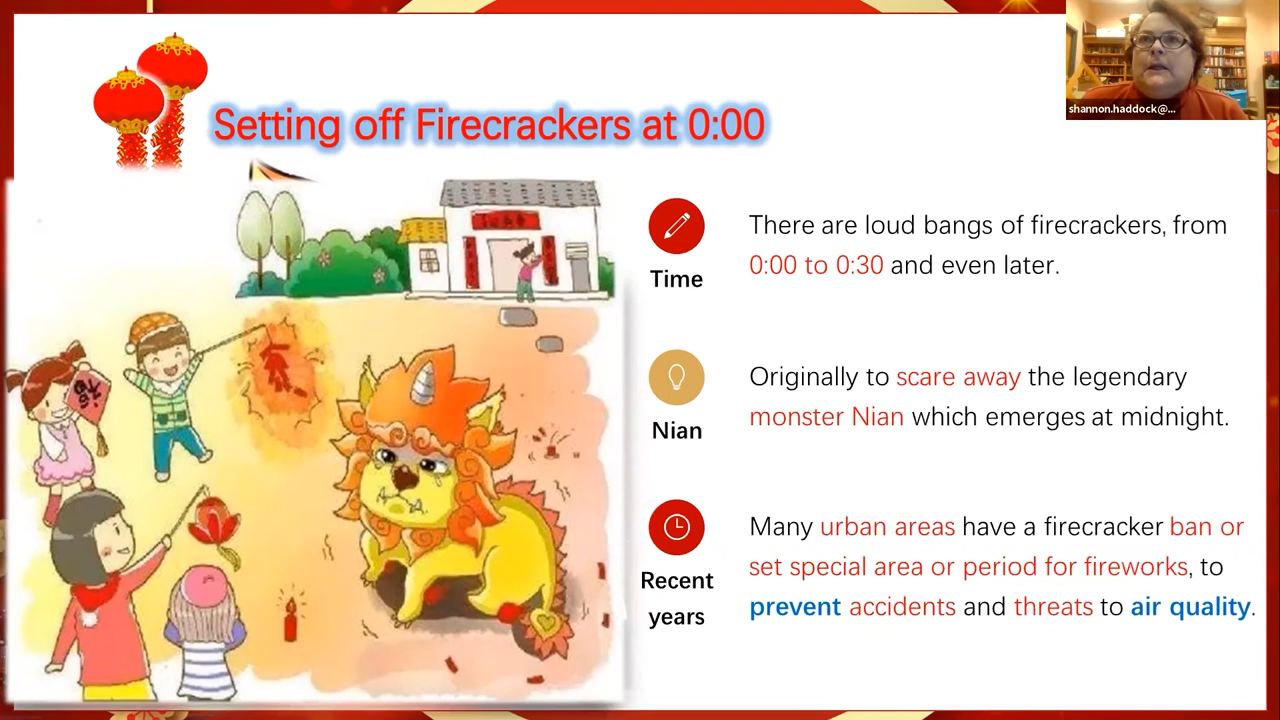 shannon.haddock@...
Setting off Firecrackers at 0:00
There are loud bangs of firecrackers, from
0:00 to 0:30 and even later.
Time
Originally to scare away the legendary
monster Nian which emerges at midnight.
Nian
Many urban areas have a firecracker ban or
set special area or period for fireworks, to
prevent accidents and threats to air quality.
Recent
years